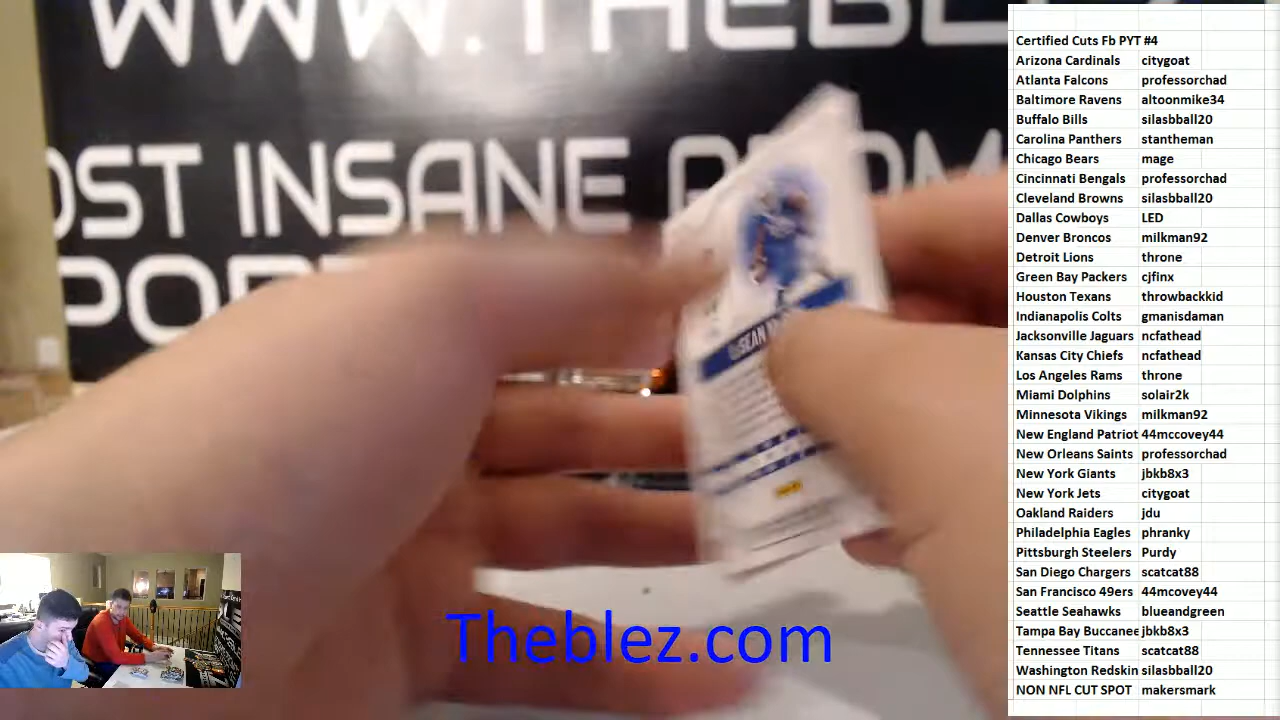 WWW.THEBL
OST INSANE
Certified Cuts Fb PYT #4
Arizona Cardinals citygoat
Atlanta Falcons professorchad
Baltimore Ravens altoonmike34
Buffalo Bills silasbball20
Carolina Panthers stantheman
Chicago Bears mage
Cincinnati Bengals professorchad
Cleveland Browns silasbball20
Dallas Cowboys LED
Denver Broncos milkman92
Detroit Lions throne
Green Bay Packers cjfinx
Houston Texans throwbackkid
Indianapolis Colts gmanisdaman
Jacksonville Jaguars ncfathead
Kansas City Chiefs ncfathead
Los Angeles Rams throne
Miami Dolphins solair2k
Minnesota Vikings milkman92
New England Patriot 44mccovey44
New Orleans Saints professorchad
New York Giants jbkb8x3
New York Jets citygoat
Oakland Raiders jdu
Philadelphia Eagles phranky
Pittsburgh Steelers Purdy
San Diego Chargers scatcat88
San Francisco 49ers 44mcovey44
Seattle Seahawks blueandgreen
Tampa Bay Buccanee jbkb8x3
Tennessee Titans scatcat88
Washington Redskin silasbball20
NON NFL CUT SPOT makersmark
Theblez.com